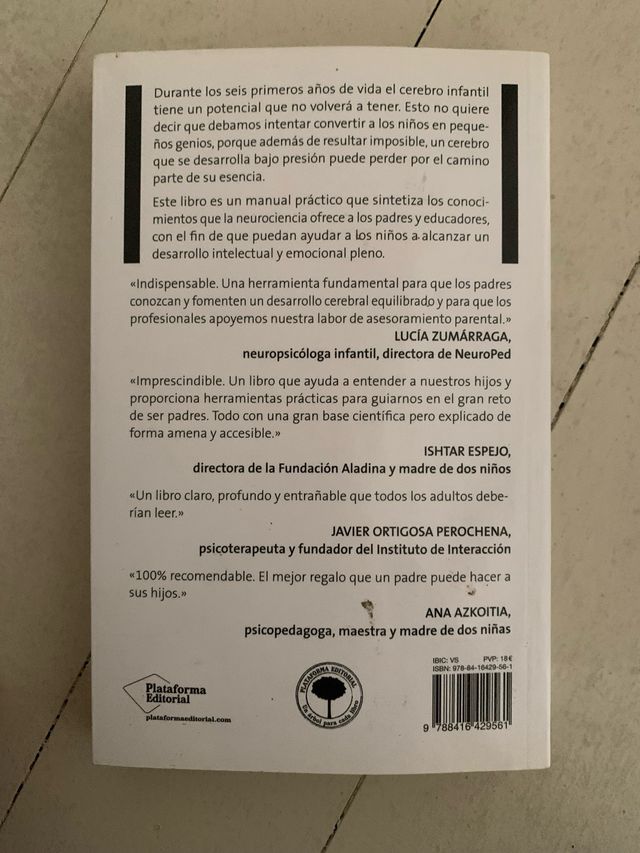 Durante los seis primeros años de vida el cerebro infantil
tiene un potencial que no volverá a tener. Esto no quiere
decir que debamos intentar convertir a los niños en peque-
ños genios, porque además de resultar imposible, un cerebro
que se desarrolla bajo presión puede perder por el camino
parte de su esencia.
Este libro es un manual práctico que sintetiza los conoci-
mientos que la neurociencia ofrece a los padres y educadores,
con el fin de que puedan ayudar a los niños a alcanzar un
desarrollo intelectual y emocional pleno.
«Indispensable. Una herramienta fundamental para que los padres
conozcan y fomenten un desarrollo cerebral equilibrado y para que los
profesionales apoyemos nuestra labor de asesoramiento parental.»
LUCÍA ZUMÁRRAGA,
neuropsicóloga infantil, directora de NeuroPed
«Imprescindible. Un libro que ayuda a entender a nuestros hijos y
proporciona herramientas prácticas para guiarnos en el gran reto
de ser padres. Todo con una gran base científica pero explicado de
forma amena y accesible.»
ISHTAR ESPEJO,
directora de la Fundación Aladina y madre de dos niños
«Un libro claro, profundo y entrañable que todos los adultos debe-
rían leer.»
JAVIER ORTIGOSA PEROCHENA,
psicoterapeuta y fundador del Instituto de Interacción
«100% recomendable. El mejor regalo que un padre puede hacer a
sus hijos.»
ANA AZKOITIA,
psicopedagoga, maestra y madre de dos niñas
Plataforma
Editorial
plataformaeditorial.com
PLATAFORMA EDITORIAL
Un árbol para cada libro
IBIC: VS PVP: 18 €
ISBN: 978-84-16429-56-1
9 788416 429561